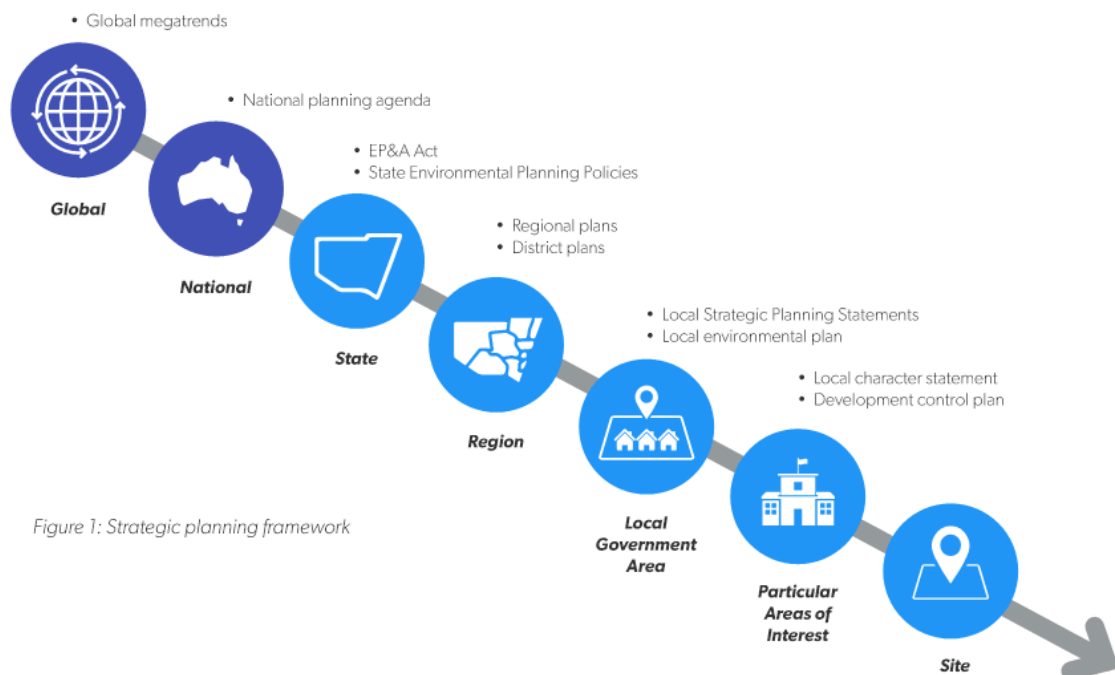 • Global megatrends
Global
• National planning agenda
National
• EP&A Act
• State Environmental Planning Policies
State
• Regional plans
• District plans
Region
• Local Strategic Planning Statements
• Local environmental plan
Local
Government
Area
• Local character statement
• Development control plan
Particular
Areas of
Interest
Site
Figure 1: Strategic planning framework